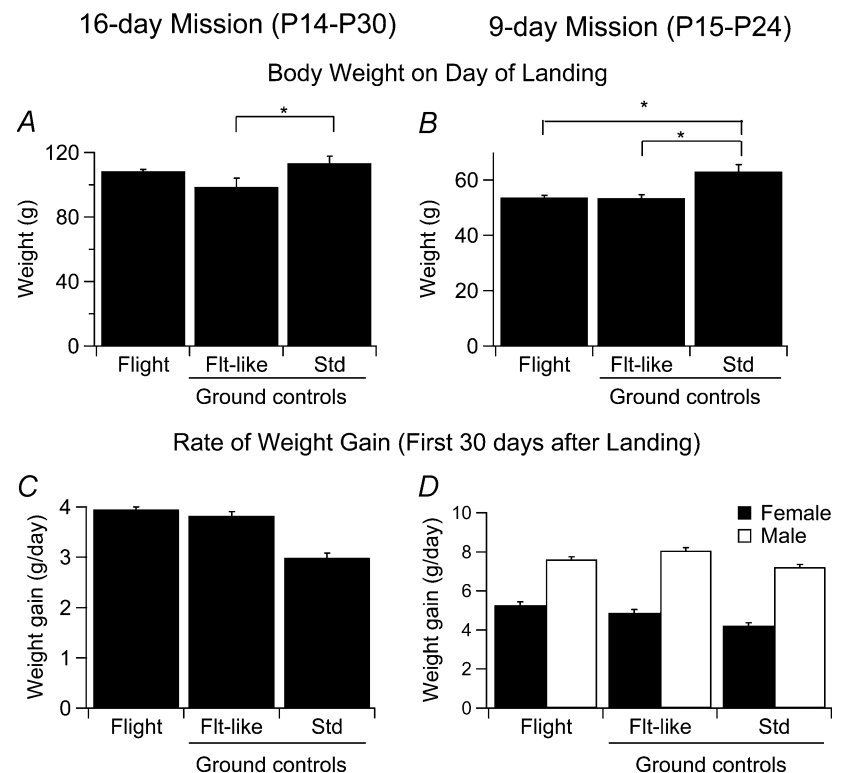 16-day Mission (P14-P30)
9-day Mission (P15-P24)
Body Weight on Day of Landing
A
*
120
80
40
0
Weight (g)
Flight
Flt-like
Std
Ground controls
B
*
*
60
40
20
0
Weight (g)
Flight
Flt-like
Std
Ground controls
Rate of Weight Gain (First 30 days after Landing)
C
4
3
2
1
0
Weight gain (g/day)
Flight
Flt-like
Std
Ground controls
D
10
8
6
4
2
0
Weight gain (g/day)
Female
Male
Flight
Flt-like
Std
Ground controls